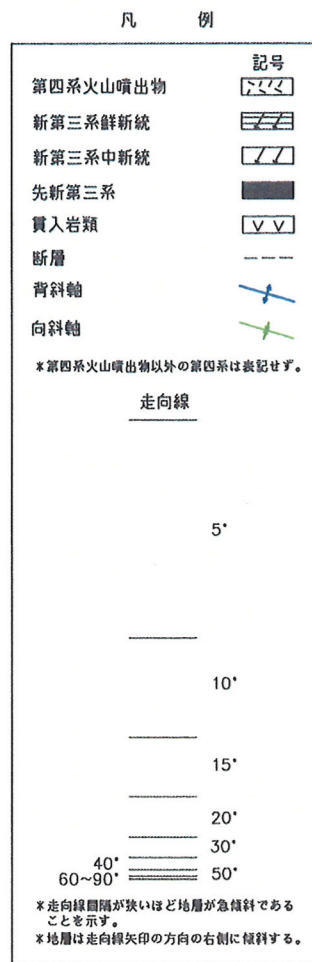 凡 例
記号
第四系火山噴出物
新第三系鮮新統
新第三系中新統
先新第三系
貫入岩類
断層
背斜軸
向斜軸
*第四系火山噴出物以外の第四系は表記せず。
走向線
5°
10°
15°
20°
30°
40°
50°
60~90°
*走向線間隔が狭いほど地層が急傾斜である
ことを示す。
*地層は走向線矢印の方向の右側に傾斜する。